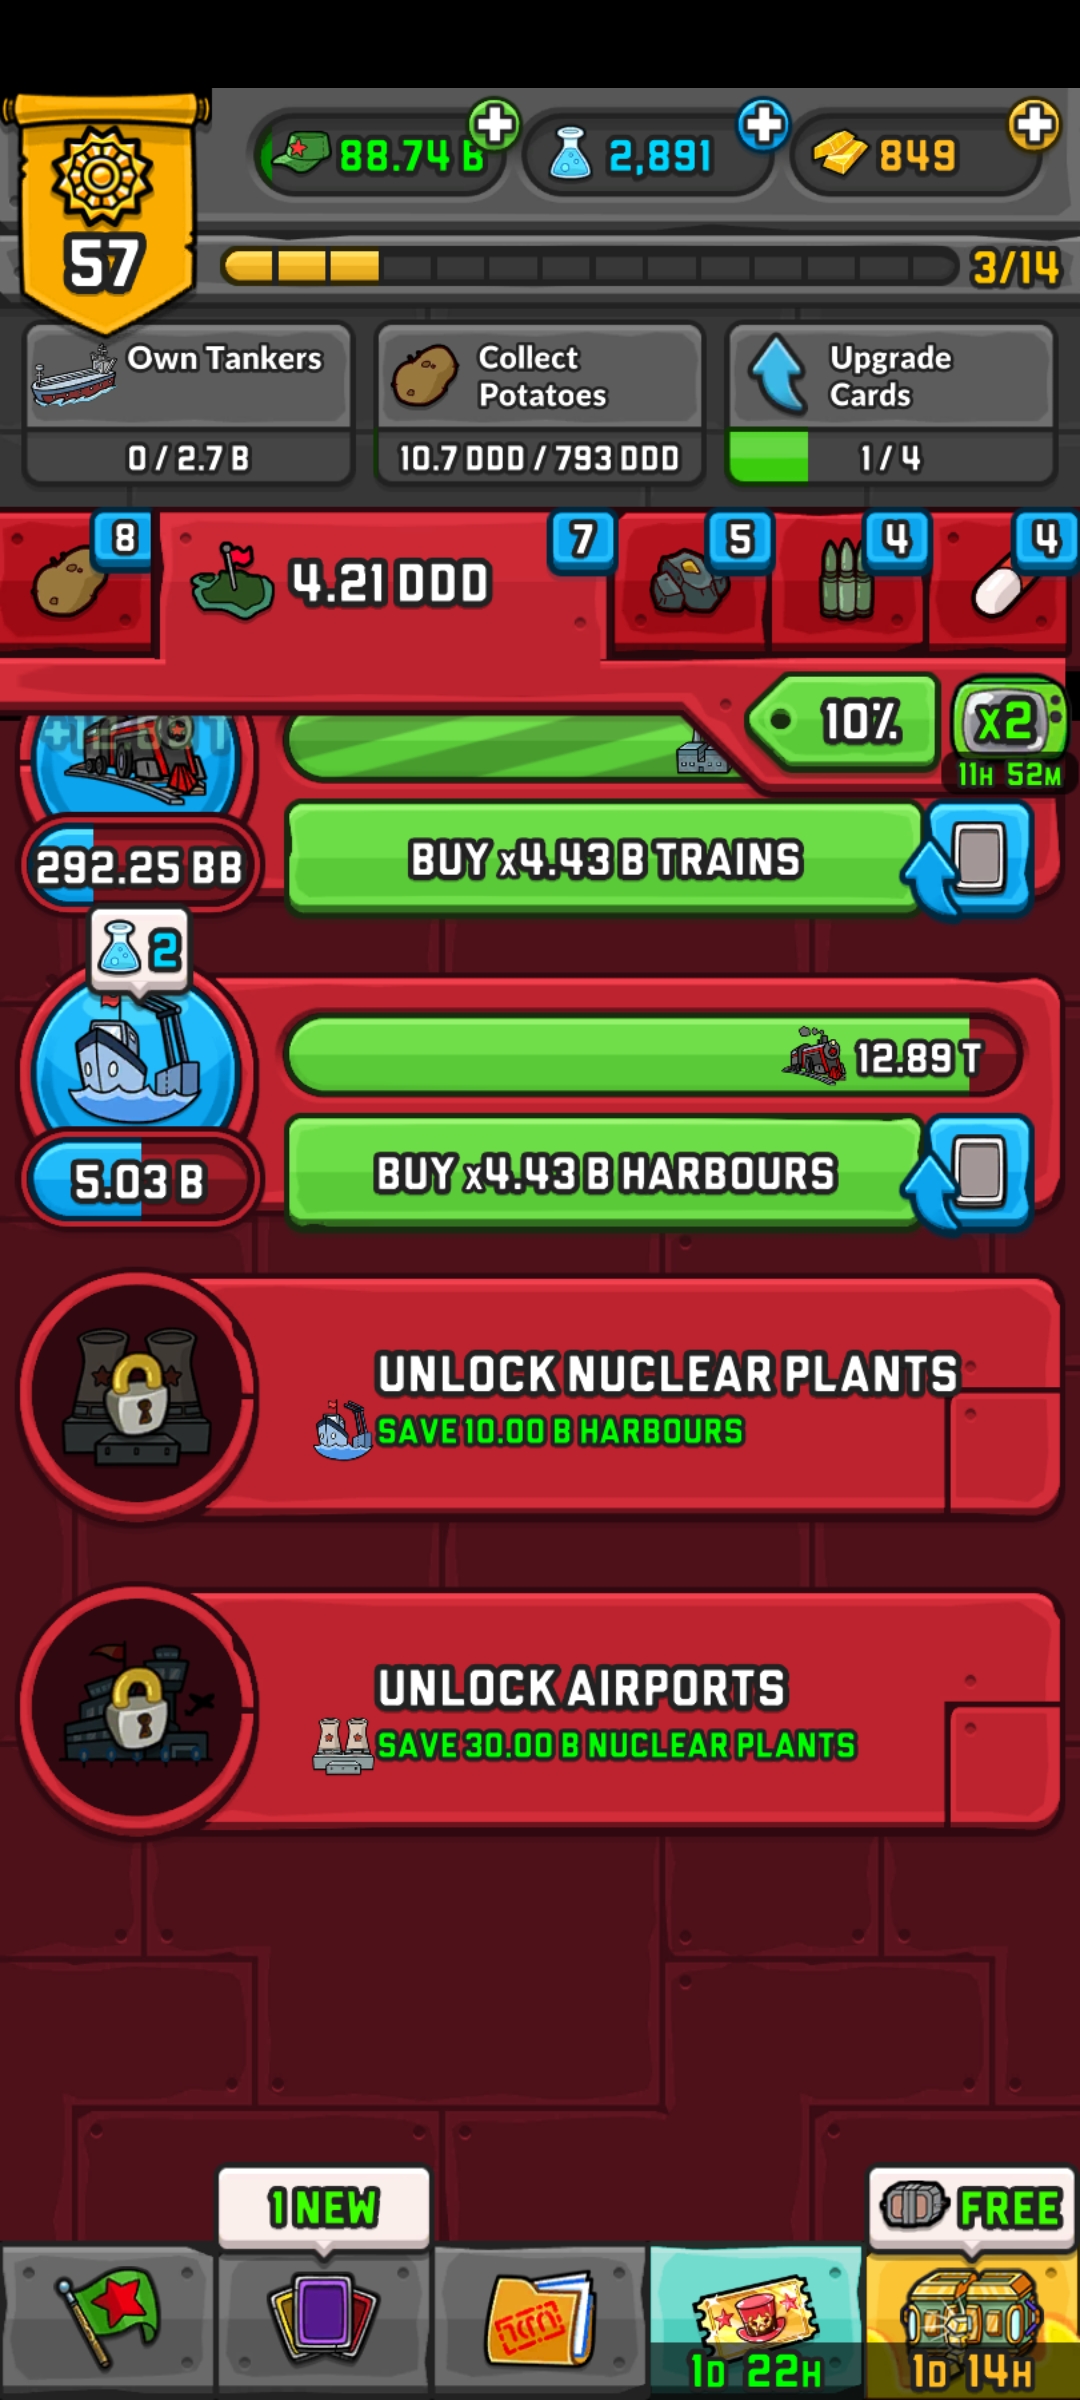 88.74 B
2,891
849
57
3/14
Own Tankers
0 / 2.7 B
Collect
Potatoes
10.7 DDD / 793 DDD
Upgrade
Cards
1 / 4
8
4.21 DDD
7
5
4
4
10%
x2
11H 52M
292.25 BB
BUY x4.43 B TRAINS
2
12.89 T
5.03 B
BUY x4.43 B HARBOURS
UNLOCK NUCLEAR PLANTS
SAVE 10.00 B HARBOURS
UNLOCK AIRPORTS
SAVE 30.00 B NUCLEAR PLANTS
1 NEW
FREE
1D 22H
1D 14H